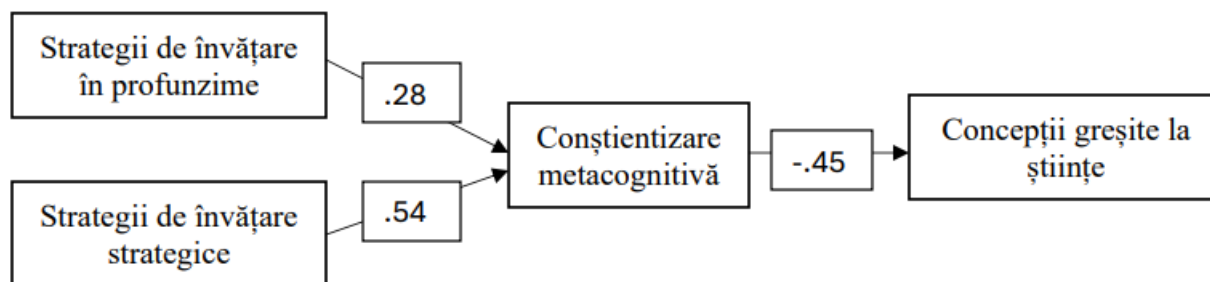 Strategii de învățare
în profunzime
.28
Conștientizare
metacognitivă
-.45
Concepții greșite la
științe
Strategii de învățare
strategice
.54